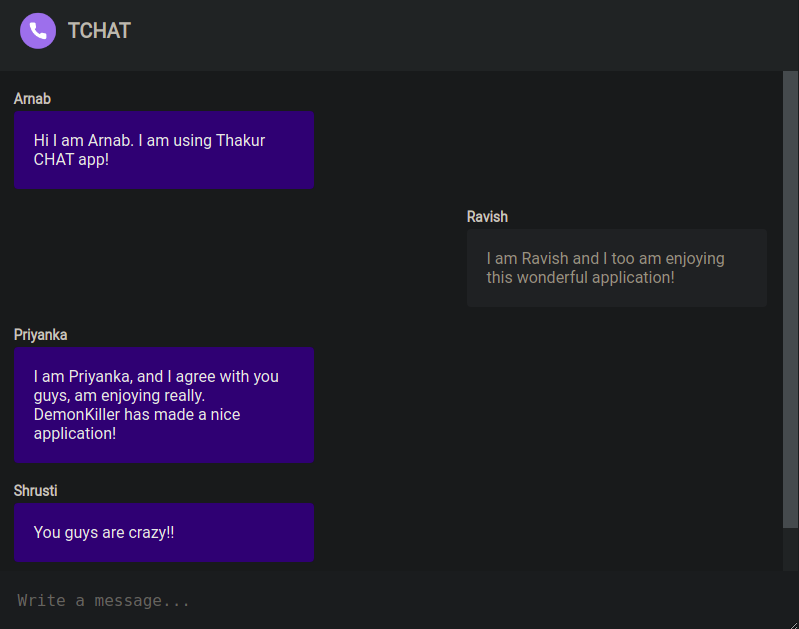 TCHAT
Arnab
Hi I am Arnab. I am using Thakur
CHAT app!
Ravish
I am Ravish and I too am enjoying
this wonderful application!
Priyanka
I am Priyanka, and I agree with you
guys, am enjoying really.
DemonKiller has made a nice
application!
Shrusti
You guys are crazy!!
Write a message...